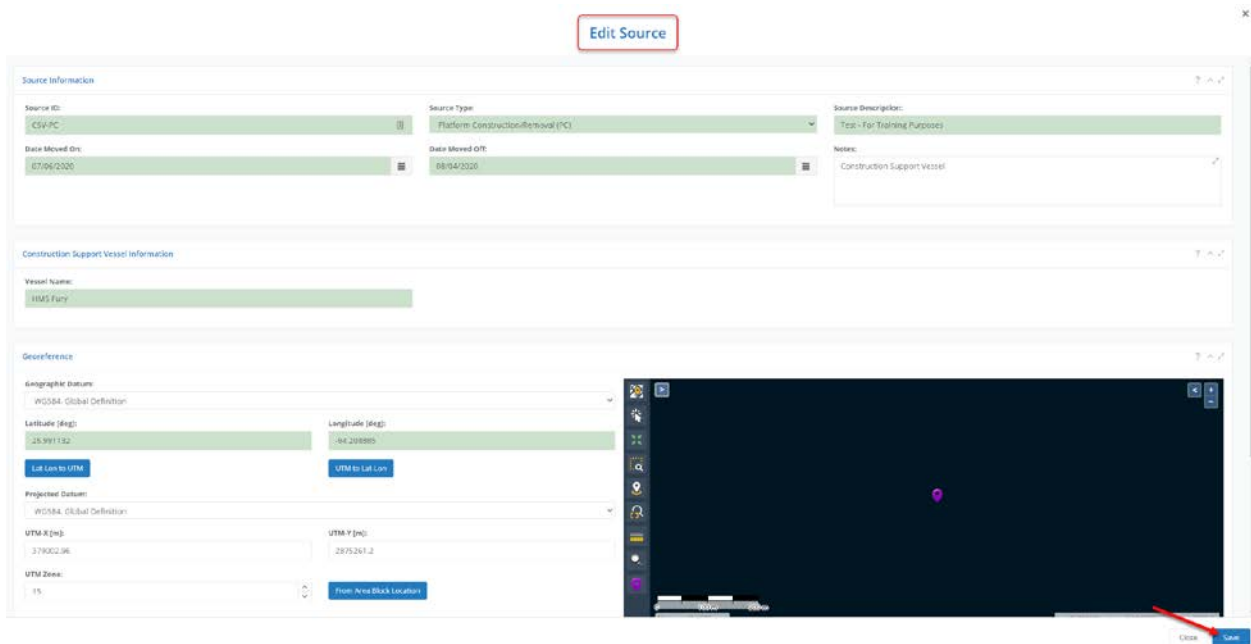 Edit Source
Source Information
Source ID:
Source Type:
Source Description:
CSV-PC
Platform Construction/Removal (PC)
Test - For Training Purposes
Date Moved On:
Date Moved Off:
Notes:
07/06/2020
08/04/2020
Construction Support Vessel
Construction Support Vessel Information
Vessel Name:
HMS Fury
Georeference
Geographic Datum:
WGS84, Global Definition
Latitude [deg]:
Longitude [deg]:
Lat-Lon to UTM
UTM to Lat-Lon
Projected Datum:
WGS84, Global Definition
UTM-X [m]:
UTM-Y [m]:
379002.96
2875261.2
UTM Zone:
15
From Area Block Location
Close
Save